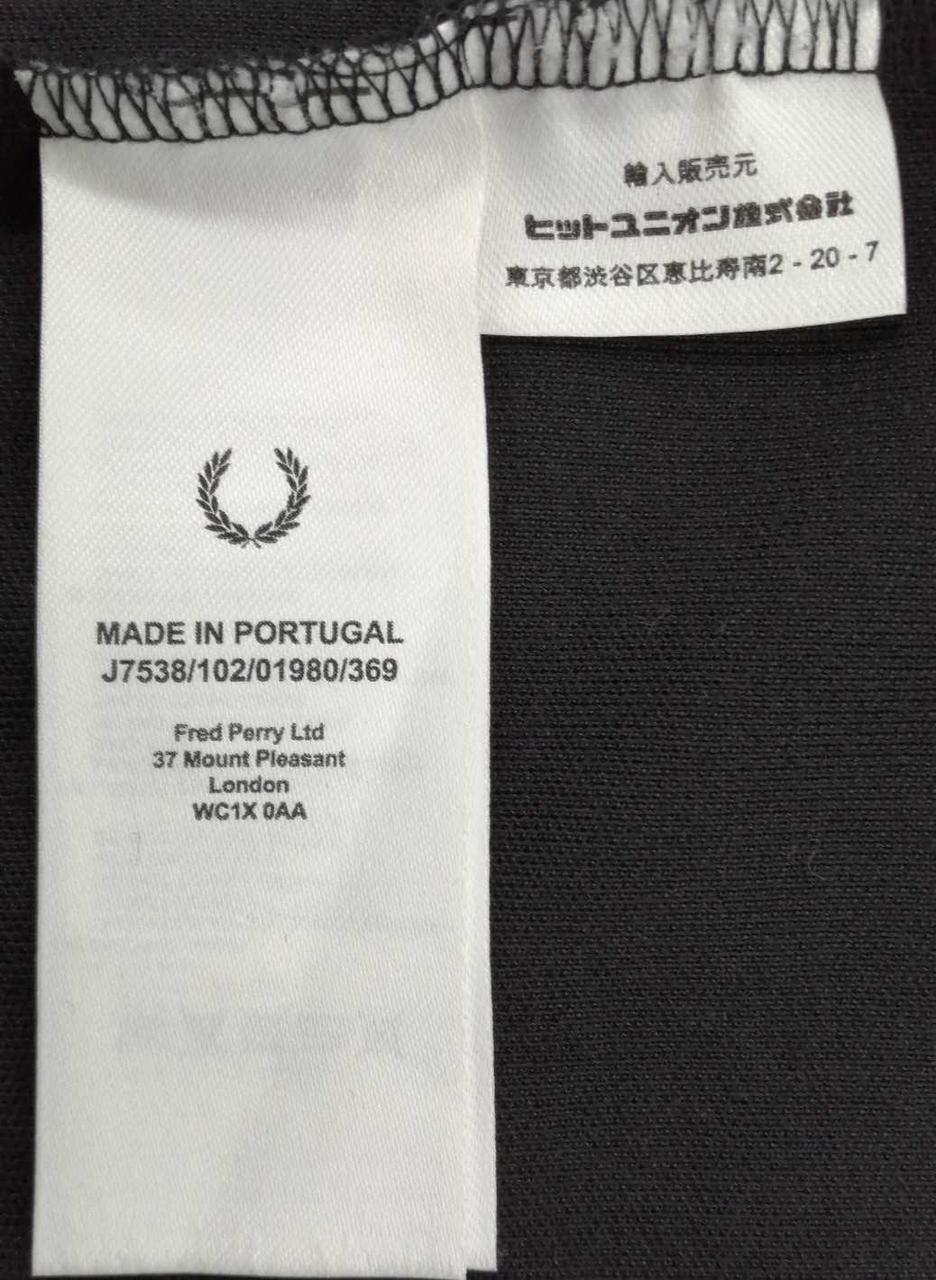 輸入販売元
ヒットユニオン株式会社
東京都渋谷区恵比寿南2 - 20 - 7
MADE IN PORTUGAL
J7538/102/01980/369
Fred Perry Ltd
37 Mount Pleasant
London
WC1X 0AA